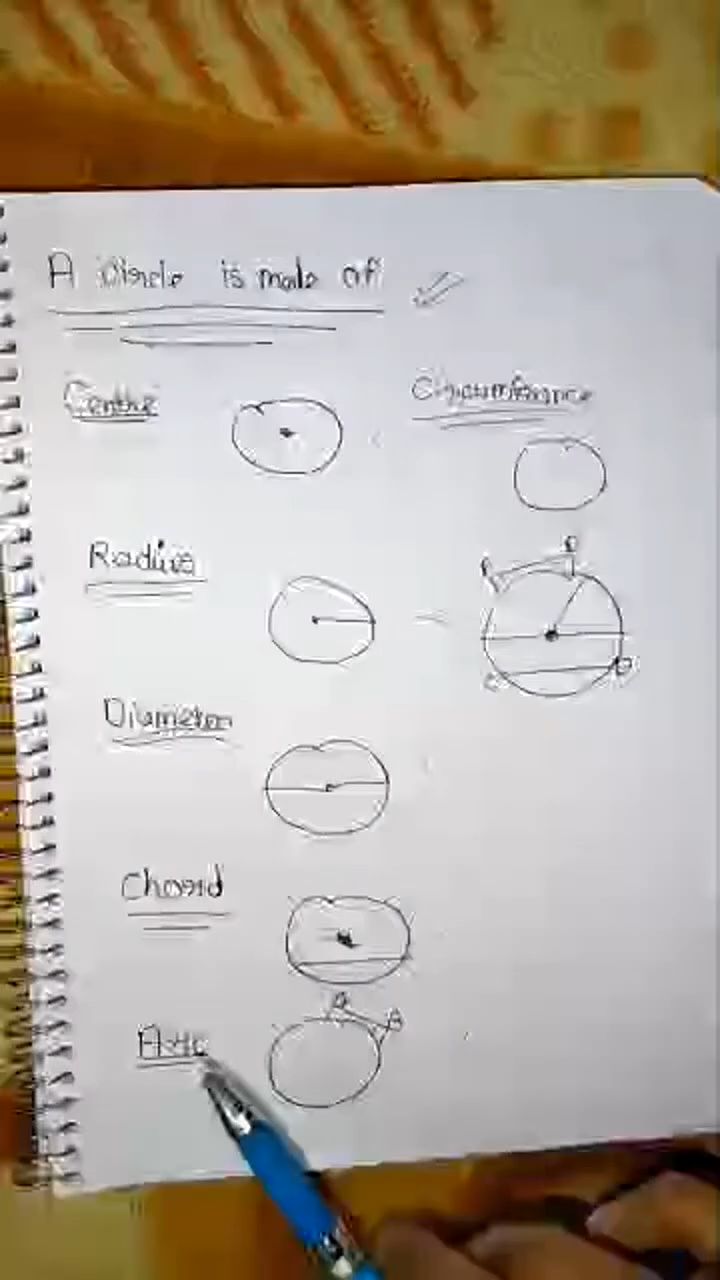 A Circle is made of
Centre
Circumference
Radius
A B
C D
Diameter
Chord
A B
Arc